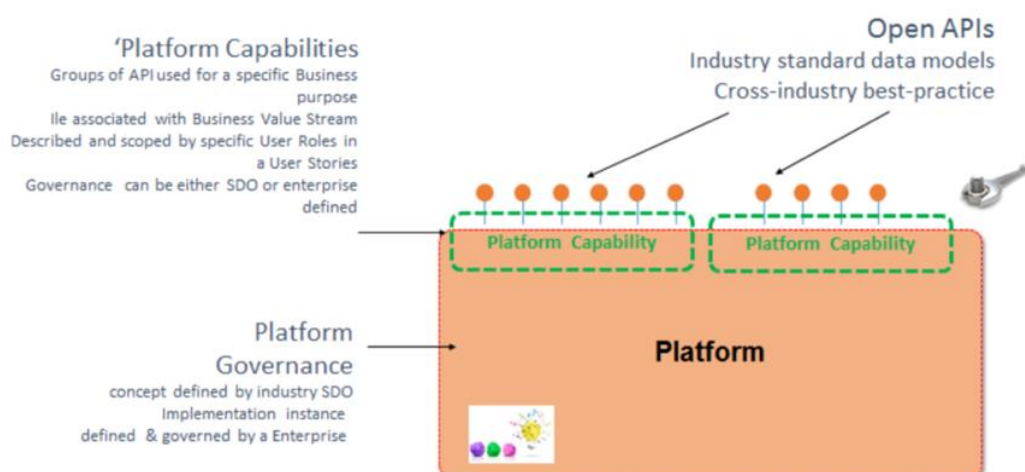 'Platform Capabilities
Groups of API used for a specific Business
purpose
Ile associated with Business Value Stream
Described and scoped by specific User Roles in
a User Stories
Governance can be either SDO or enterprise
defined
Open APIs
Industry standard data models
Cross-industry best-practice
Platform Capability
Platform Capability
Platform
Platform
Governance
concept defined by industry SDO
Implementation instance
defined & governed by a Enterprise